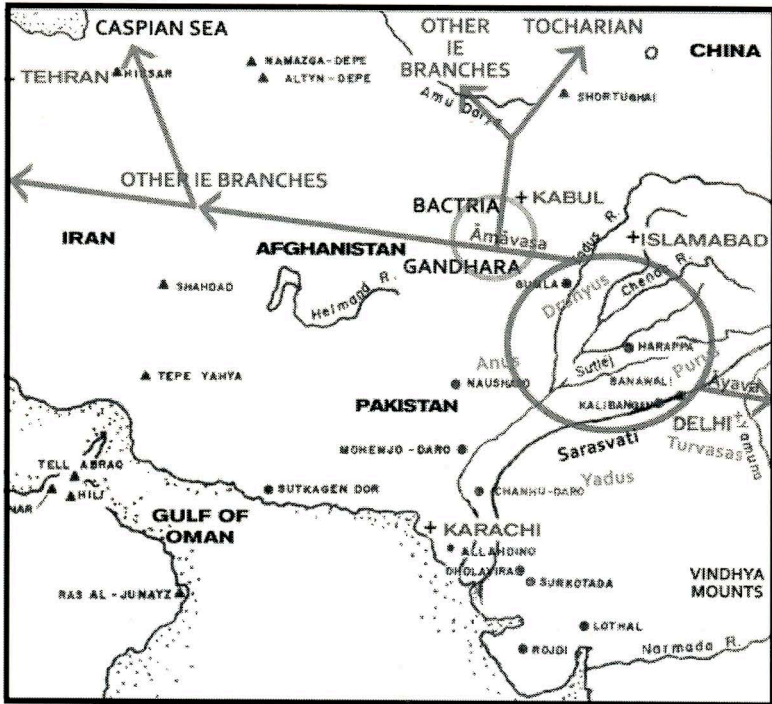 CASPIAN SEA
OTHER
IE
BRANCHES
TOCHARIAN
CHINA
TEHRAN
HISSAR
NAMAZGA-DEPE
ALTYN-DEPE
Amu Darya
SHORTUGHAI
OTHER IE BRANCHES
BACTRIA
KABUL
Āmāvasa
ISLAMABAD
IRAN
AFGHANISTAN
GANDHARA
Indus R.
Chenab R.
SHAHDAD
Helmand R.
GUMLA
Druhyus
HARAPPA
Sutlej
Purus
TEPE YAHYA
Anus
NAUSHARO
BANAWALI
Āyava
KALIBANGAN
PAKISTAN
DELHI
Yamuna
Sarasvati
Turvasas
MOHENJO-DARO
TELL ABRAQ
HILI
SUTKAGEN DOR
CHANHU-DARO
Yadus
GULF OF
OMAN
KARACHI
ALLAHDINO
DHOLAVIRA
SURKOTADA
VINDHYA
MOUNTS
RAS AL-JUNAYZ
LOTHAL
ROJDI
Narmada R.